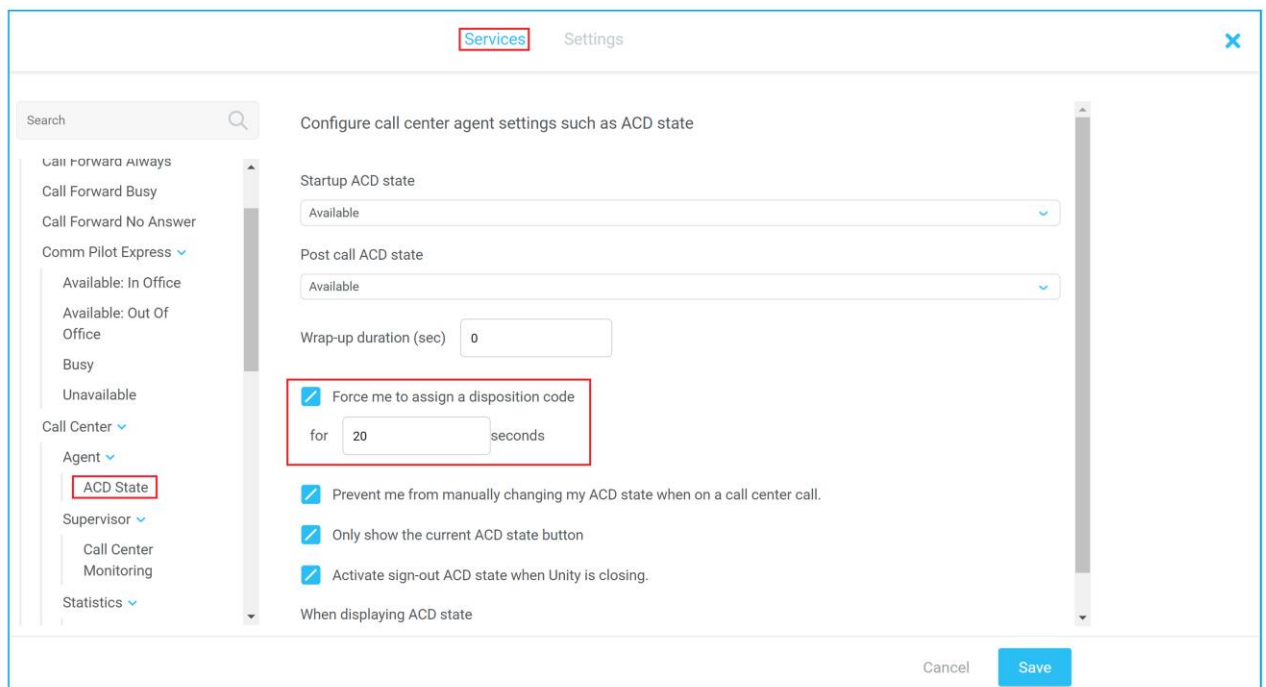 Services Settings
Search
Call Forward Always
Call Forward Busy
Call Forward No Answer
Comm Pilot Express
Available: In Office
Available: Out Of
Office
Busy
Unavailable
Call Center
Agent
ACD State
Supervisor
Call Center
Monitoring
Statistics
Configure call center agent settings such as ACD state
Startup ACD state
Available
Post call ACD state
Available
Wrap-up duration (sec) 0
Force me to assign a disposition code
for 20 seconds
Prevent me from manually changing my ACD state when on a call center call.
Only show the current ACD state button
Activate sign-out ACD state when Unity is closing.
When displaying ACD state
Cancel Save